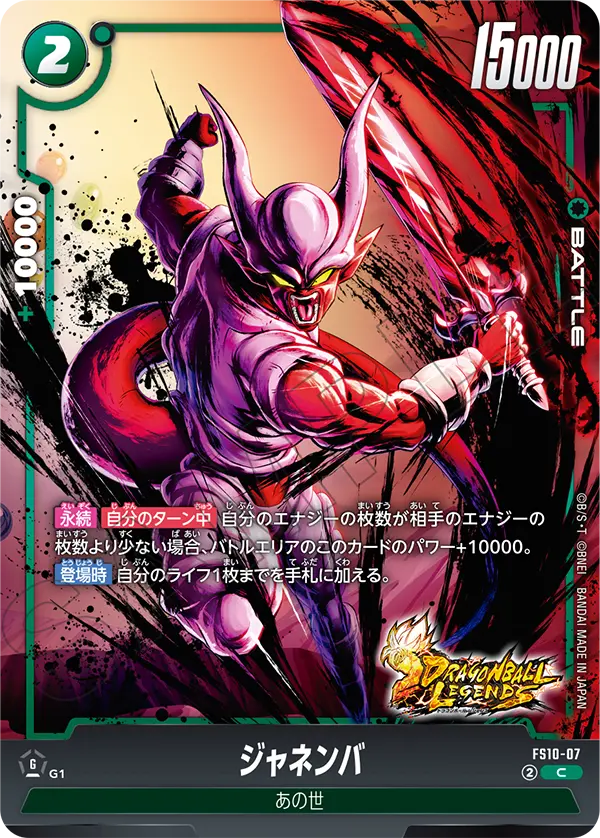 2
15000
+10000
BATTLE
永続 自分のターン中 自分のエナジーの枚数が相手のエナジーの
枚数より少ない場合、バトルエリアのこのカードのパワー+10000。
登場時 自分のライフ1枚までを手札に加える。
©B/S・T ©BNEI BANDAI MADE IN JAPAN
DRAGONBALL
LEGENDS
G
G1
ジャネンバ
FS10-07
② C
あの世